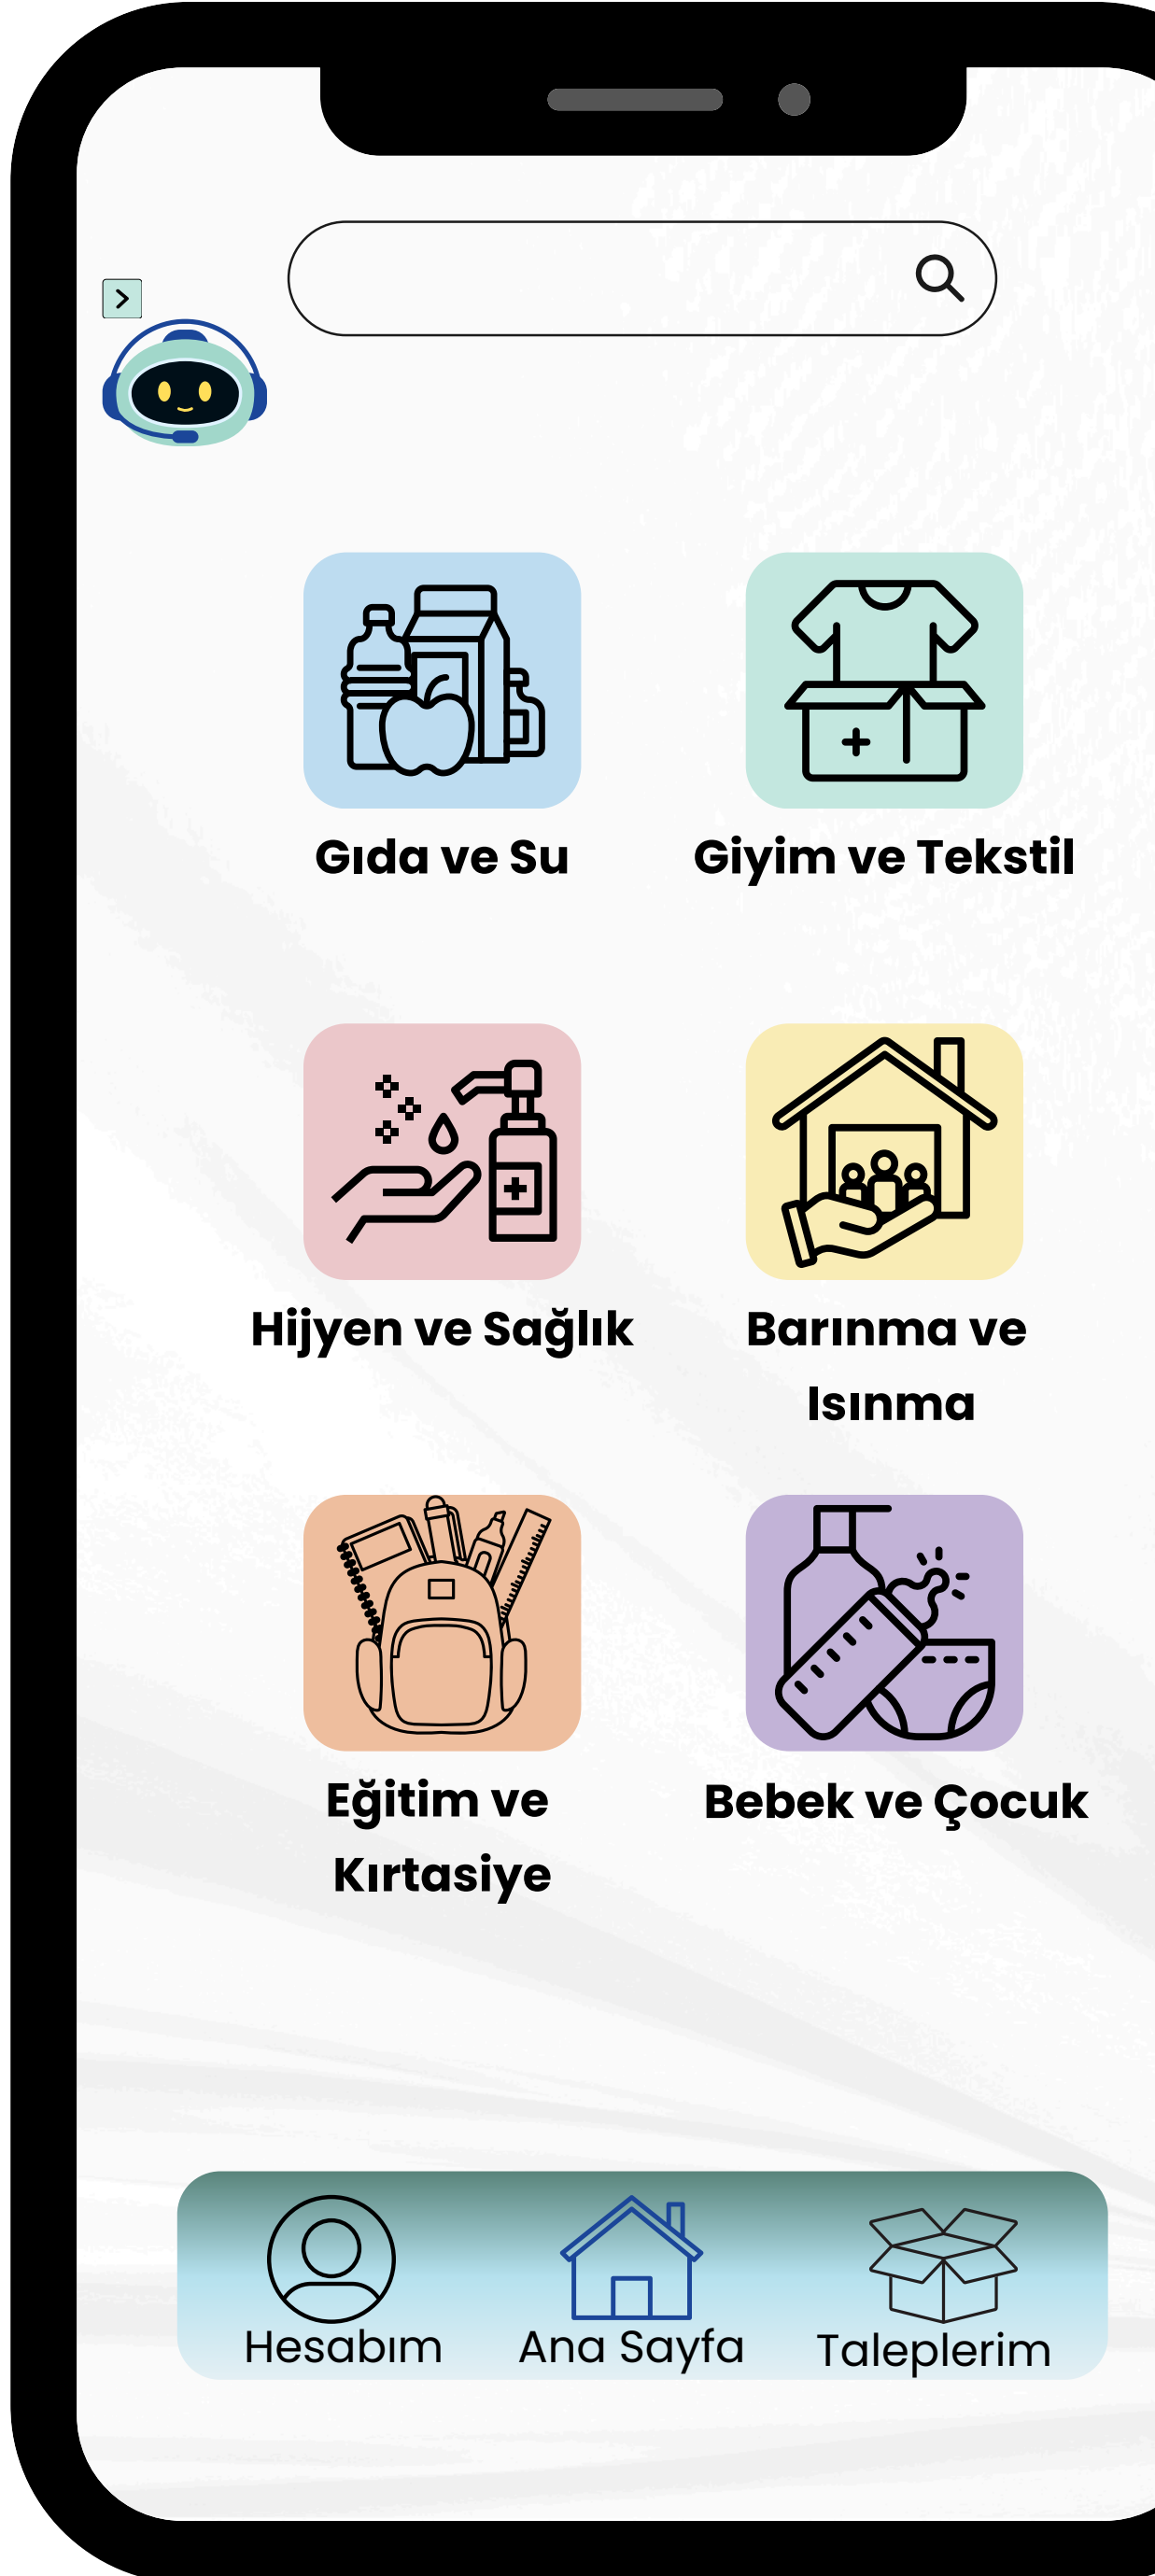 Gıda ve Su
Giyim ve Tekstil
Hijyen ve Sağlık
Barınma ve
Isınma
Eğitim ve
Kırtasiye
Bebek ve Çocuk
Hesabım
Ana Sayfa
Taleplerim